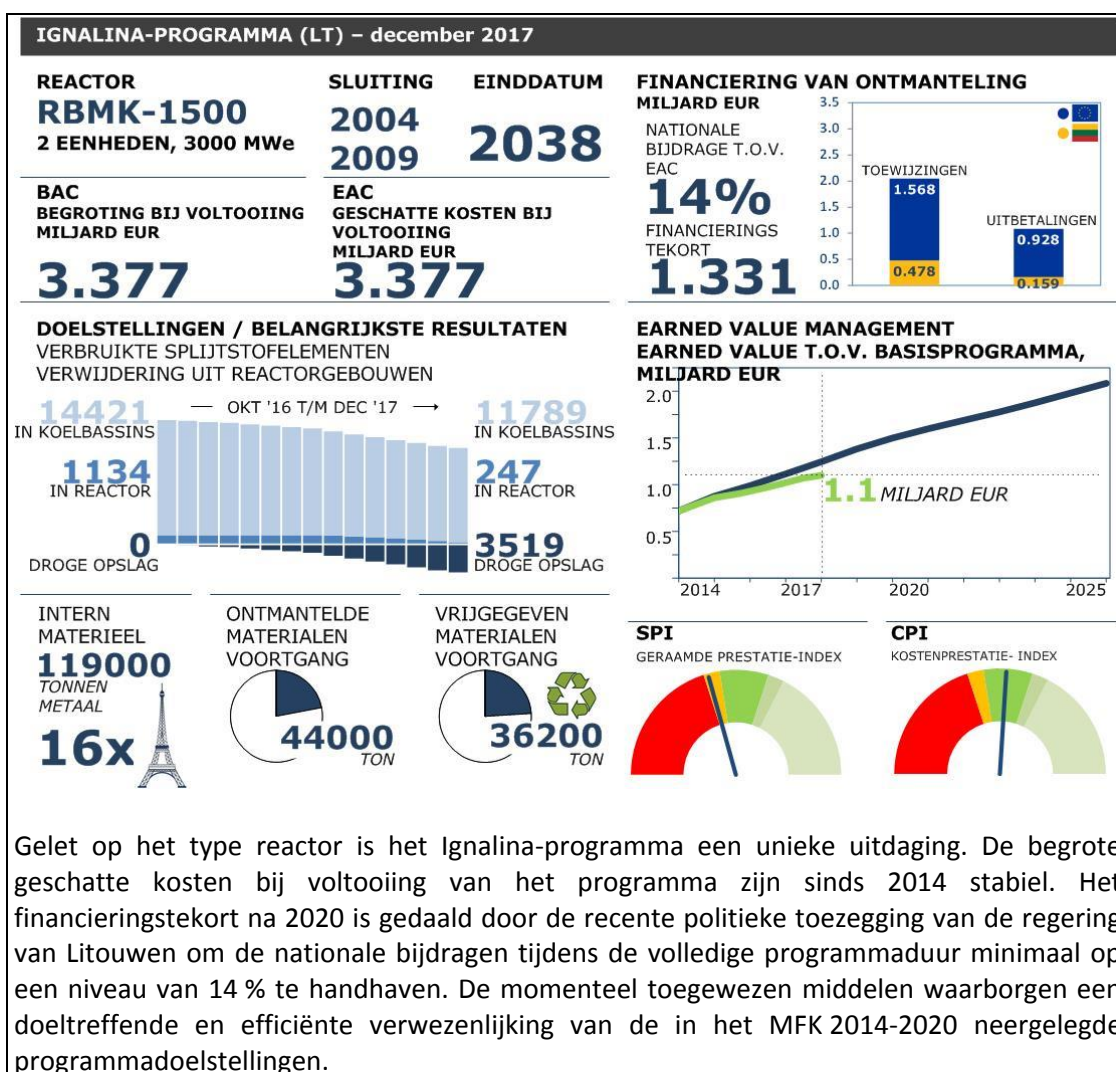 IGNALINA-PROGRAMMA (LT) – december 2017
REACTOR
RBMK-1500
2 EENHEDEN, 3000 MWe
SLUITING
2004
2009
EINDDATUM
2038
BAC
BEGROTING BIJ VOLTOOIING
MILJARD EUR
3.377
EAC
GESCHATTE KOSTEN BIJ
VOLTOOIING
MILJARD EUR
3.377
FINANCIERING VAN ONTMANTELING
MILJARD EUR
NATIONALE
BIJDRAGE T.O.V.
EAC
14%
FINANCIERINGS
TEKORT
1.331
3.5
3.0
2.5
2.0
1.5
1.0
0.5
0.0
TOEWIJZINGEN
1.568
0.478
UITBETALINGEN
0.928
0.159
DOELSTELLINGEN / BELANGRIJKSTE RESULTATEN
VERBRUIKTE SPLIJTSTOFELEMENTEN
VERWIJDERING UIT REACTORGEBOUWEN
14421
IN KOELBASSINS
1134
IN REACTOR
0
DROGE OPSLAG
OKT '16 T/M DEC '17
11789
IN KOELBASSINS
247
IN REACTOR
3519
DROGE OPSLAG
EARNED VALUE MANAGEMENT
EARNED VALUE T.O.V. BASISPROGRAMMA,
MILJARD EUR
2.0
1.5
1.0
0.5
1.1 MILJARD EUR
2014 2017 2020 2025
INTERN
MATERIEEL
119000
TONNEN
METAAL
16x
ONTMANTELDE
MATERIALEN
VOORTGANG
44000
TON
VRIJGEGEVEN
MATERIALEN
VOORTGANG
36200
TON
SPI
GERAAMDE PRESTATIE-INDEX
CPI
KOSTENPRESTATIE- INDEX
Gelet op het type reactor is het Ignalina-programma een unieke uitdaging. De begrote
geschatte kosten bij voltooiing van het programma zijn sinds 2014 stabiel. Het
financieringstekort na 2020 is gedaald door de recente politieke toezegging van de regering
van Litouwen om de nationale bijdragen tijdens de volledige programmaduur minimaal op
een niveau van 14 % te handhaven. De momenteel toegewezen middelen waarborgen een
doeltreffende en efficiënte verwezenlijking van de in het MFK 2014-2020 neergelegde
programmadoelstellingen.